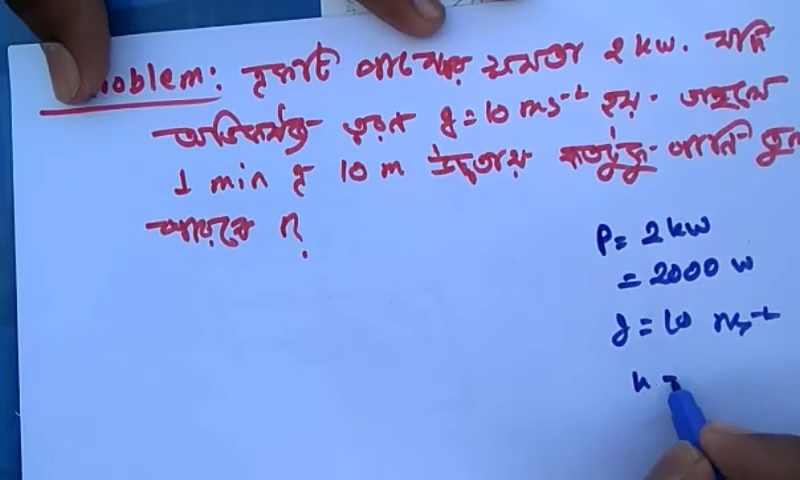 Problem: একটি পাম্পের ক্ষমতা 2 kw. যদি
অভিকর্ষজ ত্বরণ g = 10 ms⁻² হয়. তাহলে
1 min এ 10 m উচ্চতায় কতটুকু পানি
পারবে ?
P = 2 kw
= 2000 w
g = 10 ms⁻²
h =